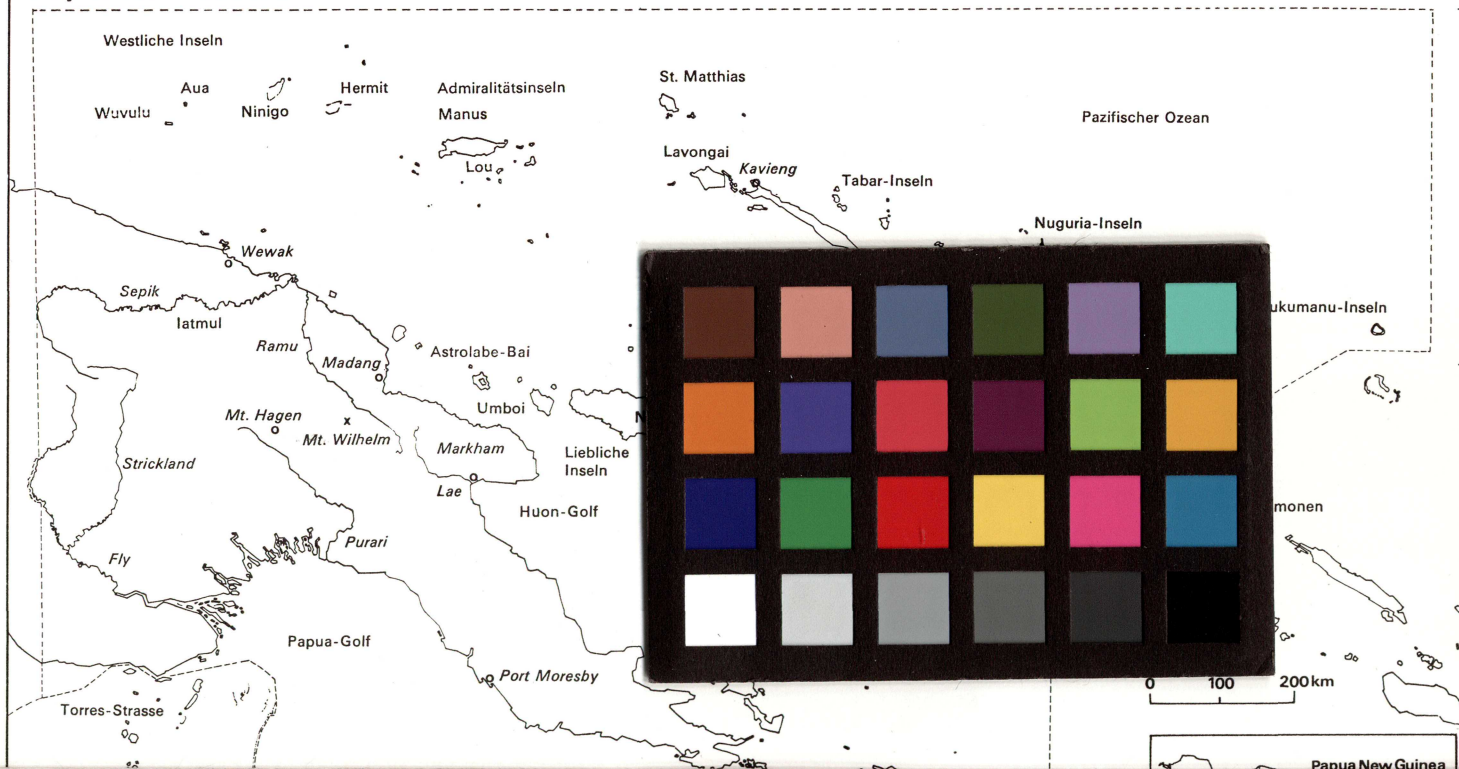 Westliche Inseln
Aua
Wuvulu
Ninigo
Hermit
Admiralitätsinseln
Manus
Lou
St. Matthias
Pazifischer Ozean
Lavongai
Kavieng
Tabar-Inseln
Nuguria-Inseln
Wewak
Sepik
Iatmul
Ramu
Madang
Astrolabe-Bai
ukumanu-Inseln
Umboi
N
Mt. Hagen
Mt. Wilhelm
Markham
Liebliche
Inseln
Strickland
Lae
Huon-Golf
monen
Purari
Fly
Papua-Golf
Port Moresby
Torres-Strasse
0 100 200 km
Papua New Guinea